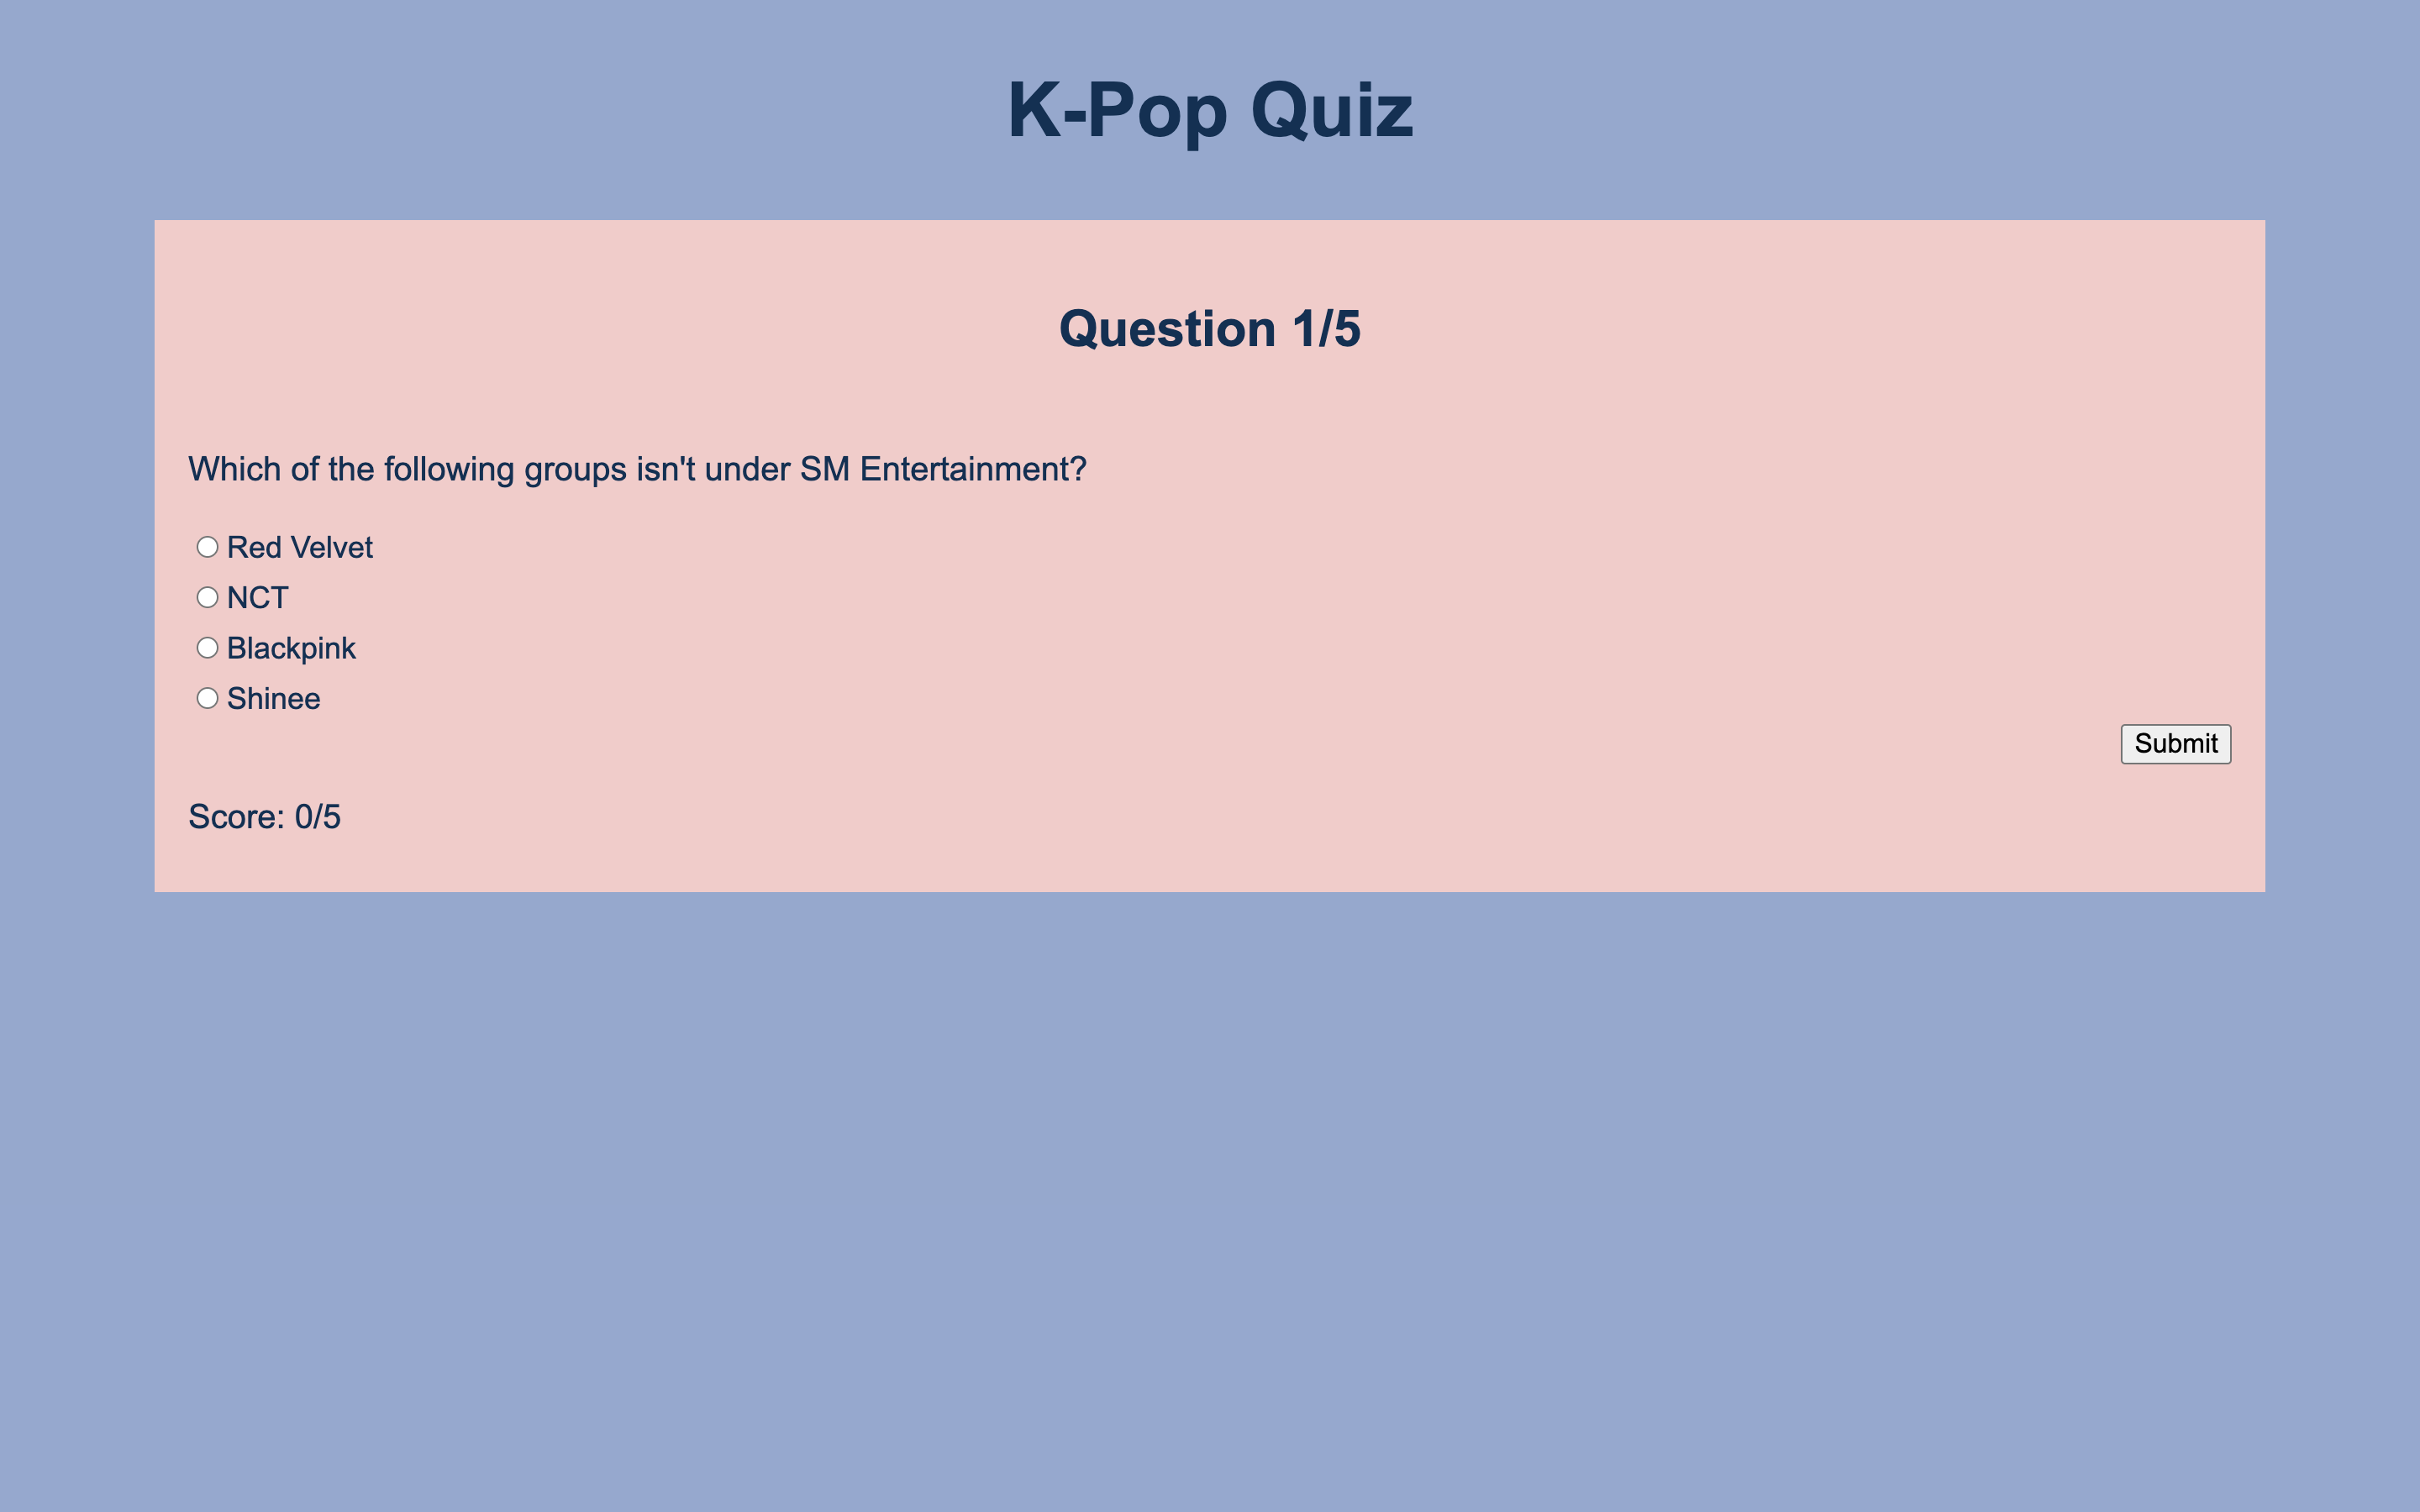 K-Pop Quiz
Question 1/5
Which of the following groups isn't under SM Entertainment?
Red Velvet
NCT
Blackpink
Shinee
Submit
Score: 0/5